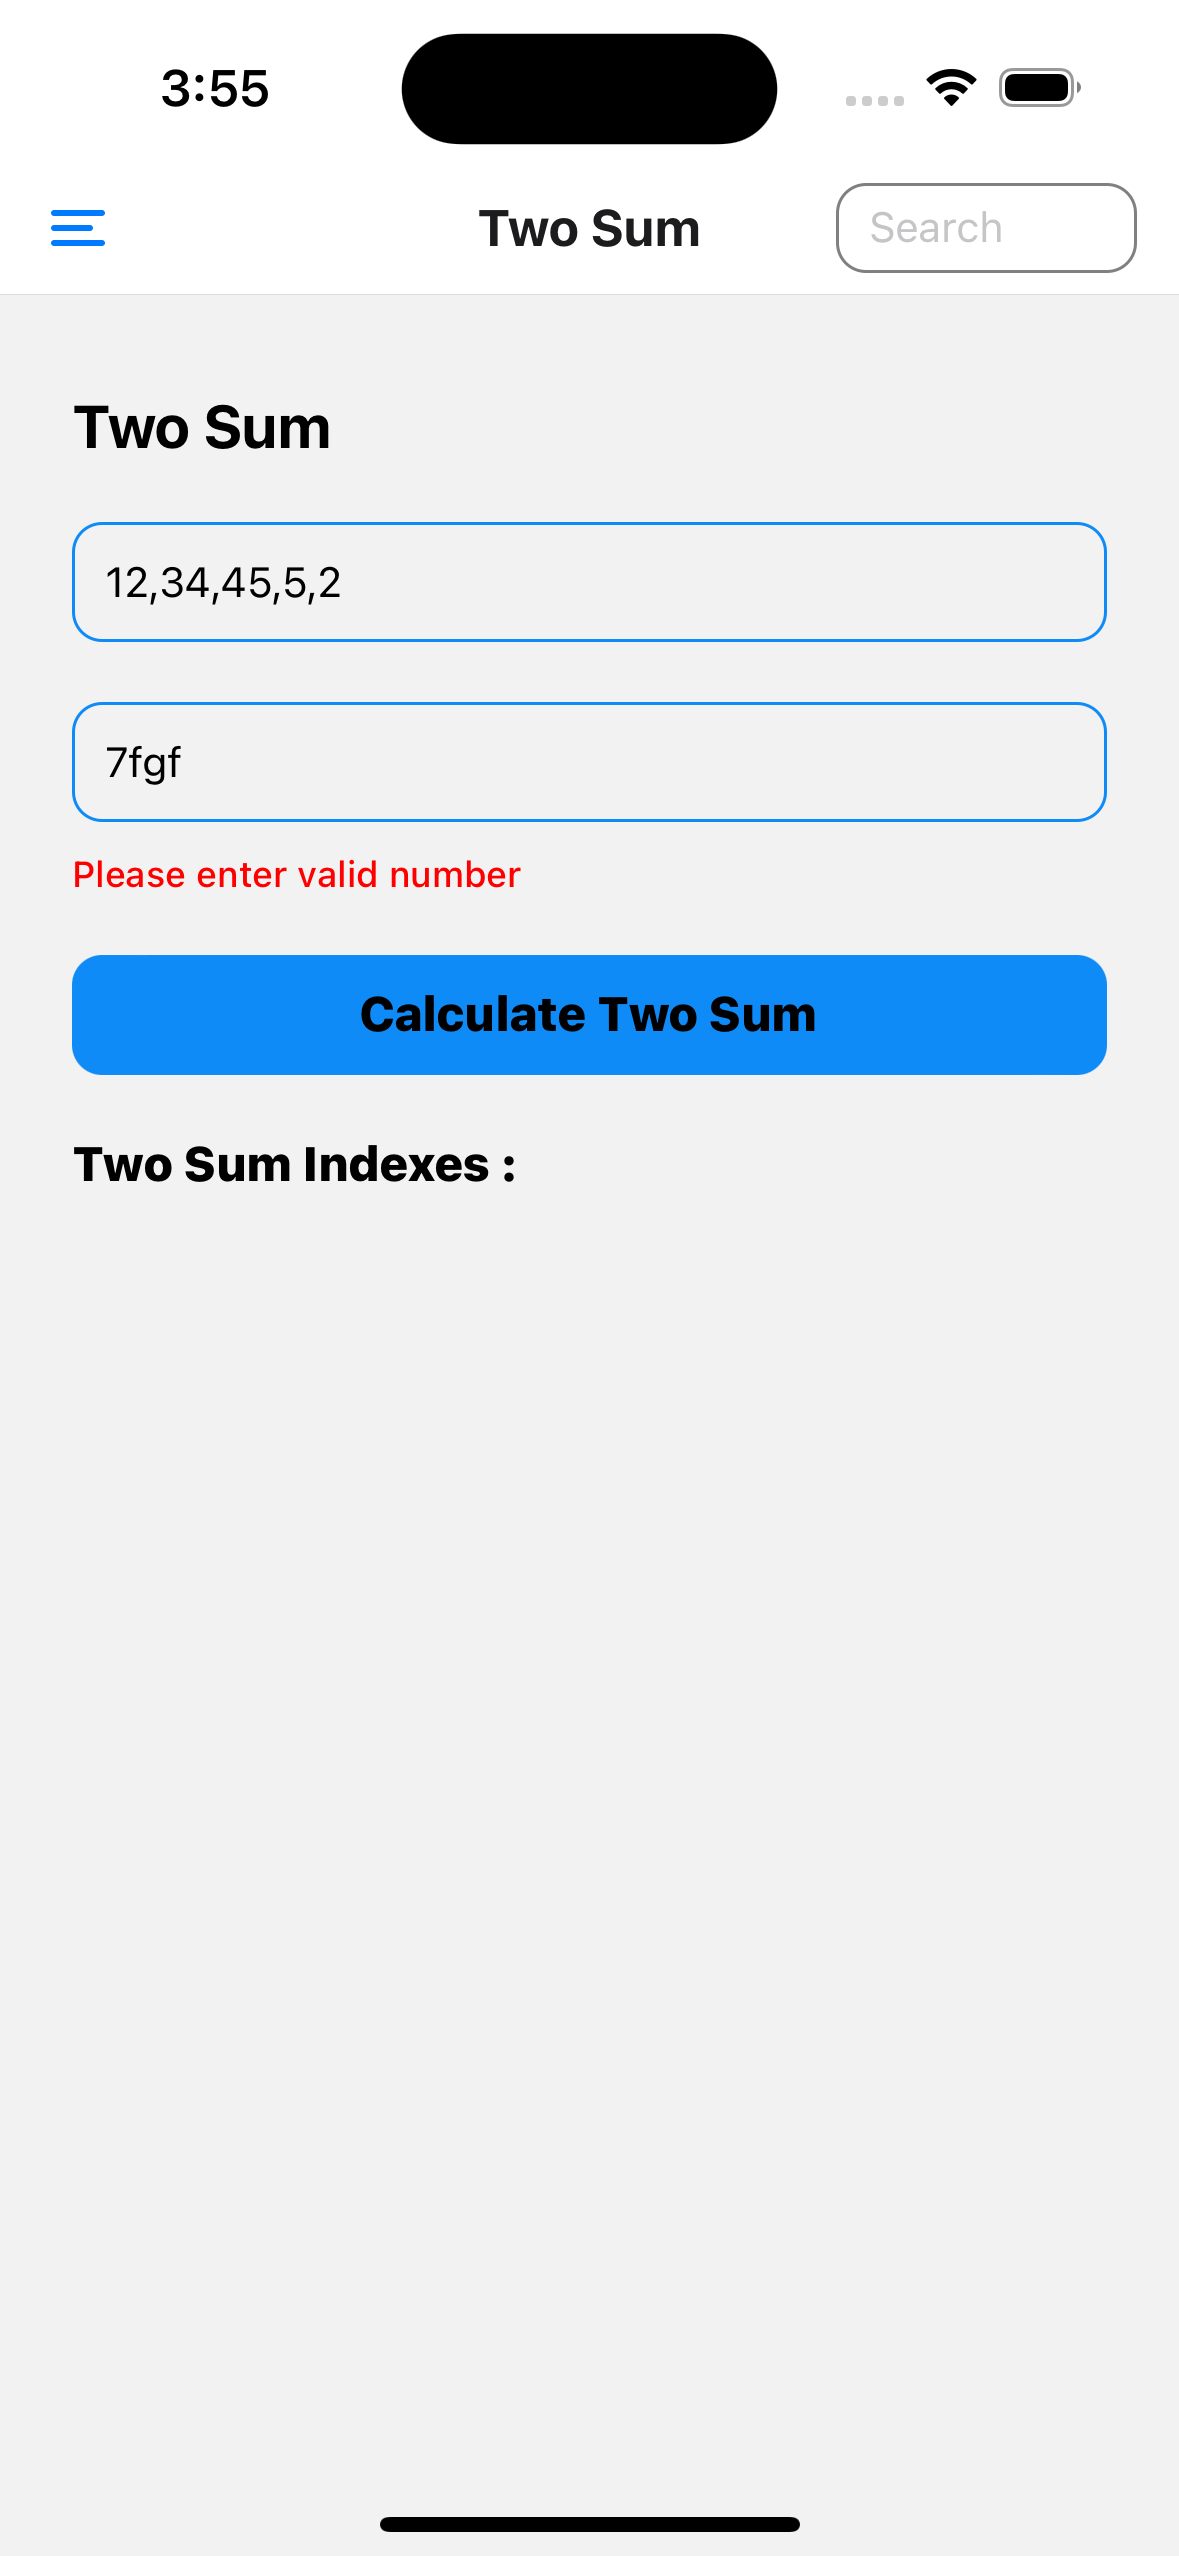 3:55
Two Sum
Search
Two Sum
12,34,45,5,2
7fgf
Please enter valid number
Calculate Two Sum
Two Sum Indexes :